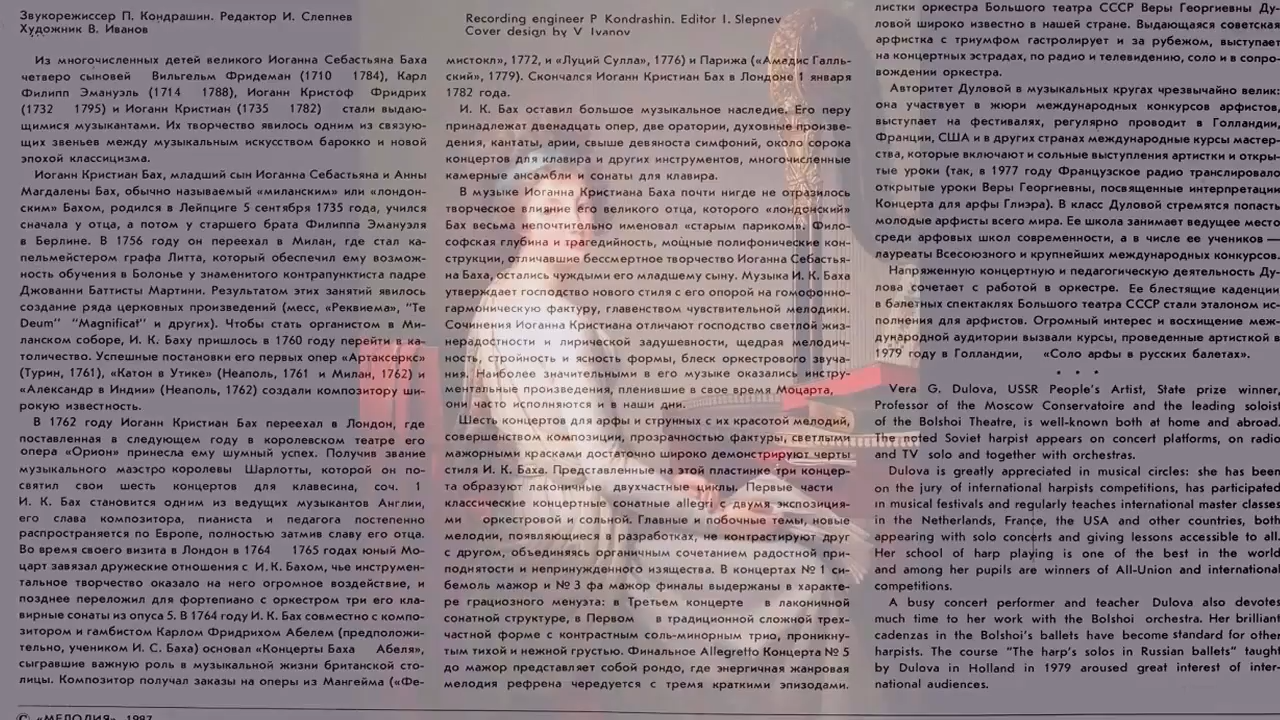 Звукорежиссер П. Кондрашин. Редактор И. Слепнев
Художник В. Иванов
Из многочисленных детей великого Иоганна Себастьяна Баха
четверо сыновей Вильгельм Фридеман (1710 1784), Карл
Филипп Эмануэль (1714 1788), Иоганн Кристоф Фридрих
(1732 1795) и Иоганн Кристиан (1735 1782) стали выдаю-
щимися музыкантами. Их творчество явилось одним из связую-
щих звеньев между музыкальным искусством барокко и новой
эпохой классицизма.
Иоганн Кристиан Бах, младший сын Иоганна Себастьяна и Анны
Магдалены Бах, обычно называемый «миланским» или «лондон-
ским» Бахом, родился в Лейпциге 5 сентября 1735 года, учился
сначала у отца, а потом у старшего брата Филиппа Эмануэля
в Берлине. В 1756 году он переехал в Милан, где стал ка-
пельмейстером графа Литта, который обеспечил ему возмож-
ность обучения в Болонье у знаменитого контрапунктиста падре
Джованни Баттисты Мартини. Результатом этих занятий явилось
создание ряда церковных произведений (месс, «Реквиема», "Te
Deum" "Magnificat" и других). Чтобы стать органистом в Ми-
ланском соборе, И. К. Баху пришлось в 1760 году перейти в ка-
толичество. Успешные постановки его первых опер «Артаксеркс»
(Турин, 1761), «Катон в Утике» (Неаполь, 1761 и Милан, 1762) и
«Александр в Индии» (Неаполь, 1762) создали композитору ши-
рокую известность.
В 1762 году Иоганн Кристиан Бах переехал в Лондон, где
поставленная в следующем году в королевском театре его
опера «Орион» принесла ему шумный успех. Получив звание
музыкального маэстро королевы Шарлотты, которой он по-
святил свои шесть концертов для клавесина, соч. 1
И. К. Бах становится одним из ведущих музыкантов Англии,
его слава композитора, пианиста и педагога постепенно
распространяется по Европе, полностью затмив славу его отца.
Во время своего визита в Лондон в 1764 1765 годах юный Мо-
царт завязал дружеские отношения с И. К. Бахом, чье инструмен-
тальное творчество оказало на него огромное воздействие, и
позднее переложил для фортепиано с оркестром три его кла-
вирные сонаты из опуса 5. В 1764 году И. К. Бах совместно с компо-
зитором и гамбистом Карлом Фридрихом Абелем (предположи-
тельно, учеником И. С. Баха) основал «Концерты Баха Абеля»,
сыгравшие важную роль в музыкальной жизни британской сто-
лицы. Композитор получал заказы на оперы из Мангейма («Фе-
© «МЕЛОДИЯ», 1987
Recording engineer P Kondrashin. Editor I. Slepnev
Cover design by V Ivanov
мистокл», 1772, и «Луций Сулла», 1776) и Парижа («Амадис Галль-
ский», 1779). Скончался Иоганн Кристиан Бах в Лондоне 1 января
1782 года.
И. К. Бах оставил большое музыкальное наследие. Его перу
принадлежат двенадцать опер, две оратории, духовные произве-
дения, кантаты, арии, свыше девяноста симфоний, около сорока
концертов для клавира и других инструментов, многочисленные
камерные ансамбли и сонаты для клавира.
В музыке Иоганна Кристиана Баха почти нигде не отразилось
творческое влияние его великого отца, которого «лондонский»
Бах весьма непочтительно именовал «старым париком». Фило-
софская глубина и трагедийность, мощные полифонические кон-
струкции, отличавшие бессмертное творчество Иоганна Себастья-
на Баха, остались чуждыми его младшему сыну. Музыка И. К. Баха
утверждает господство нового стиля с его опорой на гомофонно-
гармоническую фактуру, главенством чувствительной мелодики.
Сочинения Иоганна Кристиана отличают господство светлой жиз-
нерадостности и лирической задушевности, щедрая мелодич-
ность, стройность и ясность формы, блеск оркестрового звуча-
ния. Наиболее значительными в его музыке оказались инстру-
ментальные произведения, пленившие в свое время Моцарта,
они часто исполняются и в наши дни.
Шесть концертов для арфы и струнных с их красотой мелодий,
совершенством композиции, прозрачностью фактуры, светлыми
мажорными красками достаточно широко демонстрируют черты
стиля И. К. Баха. Представленные на этой пластинке три концер-
та образуют лаконичные двухчастные циклы. Первые части
классические концертные сонатные allegri с двумя экспозиция-
ми оркестровой и сольной. Главные и побочные темы, новые
мелодии, появляющиеся в разработках, не контрастируют друг
с другом, объединяясь органичным сочетанием радостной при-
поднятости и непринужденного изящества. В концертах № 1 си-
бемоль мажор и № 3 фа мажор финалы выдержаны в характе-
ре грациозного менуэта: в Третьем концерте в лаконичной
сонатной структуре, в Первом в традиционной сложной трех-
частной форме с контрастным соль-минорным трио, проникну-
тым тихой и нежной грустью. Финальное Allegretto Концерта № 5
до мажор представляет собой рондо, где энергичная жанровая
мелодия рефрена чередуется с тремя краткими эпизодами.
листки оркестра Большого театра СССР Веры Георгиевны Ду-
ловой широко известно в нашей стране. Выдающаяся советская
арфистка с триумфом гастролирует и за рубежом, выступает
на концертных эстрадах, по радио и телевидению, соло и в сопро-
вождении оркестра.
Авторитет Дуловой в музыкальных кругах чрезвычайно велик:
она участвует в жюри международных конкурсов арфистов,
выступает на фестивалях, регулярно проводит в Голландии,
Франции, США и в других странах международные курсы мастер-
ства, которые включают и сольные выступления артистки и откры-
тые уроки (так, в 1977 году Французское радио транслировало
открытые уроки Веры Георгиевны, посвященные интерпретации
Концерта для арфы Глиэра). В класс Дуловой стремятся попасть
молодые арфисты всего мира. Ее школа занимает ведущее место
среди арфовых школ современности, а в числе ее учеников —
лауреаты Всесоюзного и крупнейших международных конкурсов.
Напряженную концертную и педагогическую деятельность Ду-
лова сочетает с работой в оркестре. Ее блестящие каденции
в балетных спектаклях Большого театра СССР стали эталоном ис-
полнения для арфистов. Огромный интерес и восхищение меж-
дународной аудитории вызвали курсы, проведенные артисткой в
1979 году в Голландии, «Соло арфы в русских балетах».
• • •
Vera G. Dulova, USSR People's Artist, State prize winner,
Professor of the Moscow Conservatoire and the leading soloist
of the Bolshoi Theatre, is well-known both at home and abroad.
The noted Soviet harpist appears on concert platforms, on radio
and TV solo and together with orchestras.
Dulova is greatly appreciated in musical circles: she has been
on the jury of international harpists competitions, has participated
in musical festivals and regularly teaches international master classes
in the Netherlands, France, the USA and other countries, both
appearing with solo concerts and giving lessons accessible to all.
Her school of harp playing is one of the best in the world
and among her pupils are winners of All-Union and international
competitions.
A busy concert performer and teacher Dulova also devotes
much time to her work with the Bolshoi orchestra. Her brilliant
cadenzas in the Bolshoi's ballets have become standard for other
harpists. The course "The harp's solos in Russian ballets" taught
by Dulova in Holland in 1979 aroused great interest of inter-
national audiences.